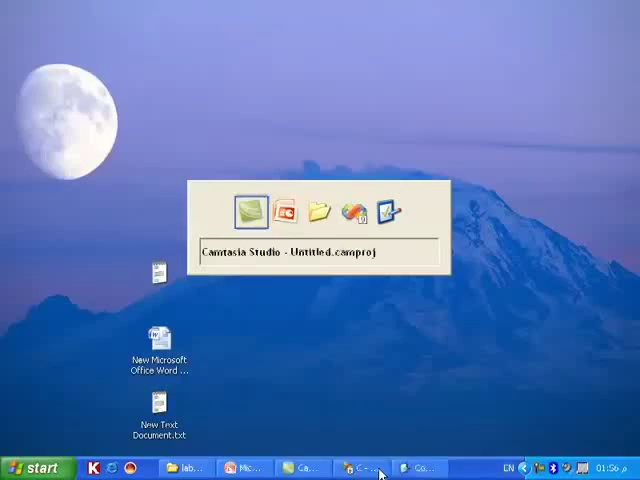 Camtasia Studio - Untitled.camproj
New Microsoft
Office Word ...
New Text
Document.txt
start
lab...
Mic...
Ca...
C - ...
Co...
EN
01:56 م